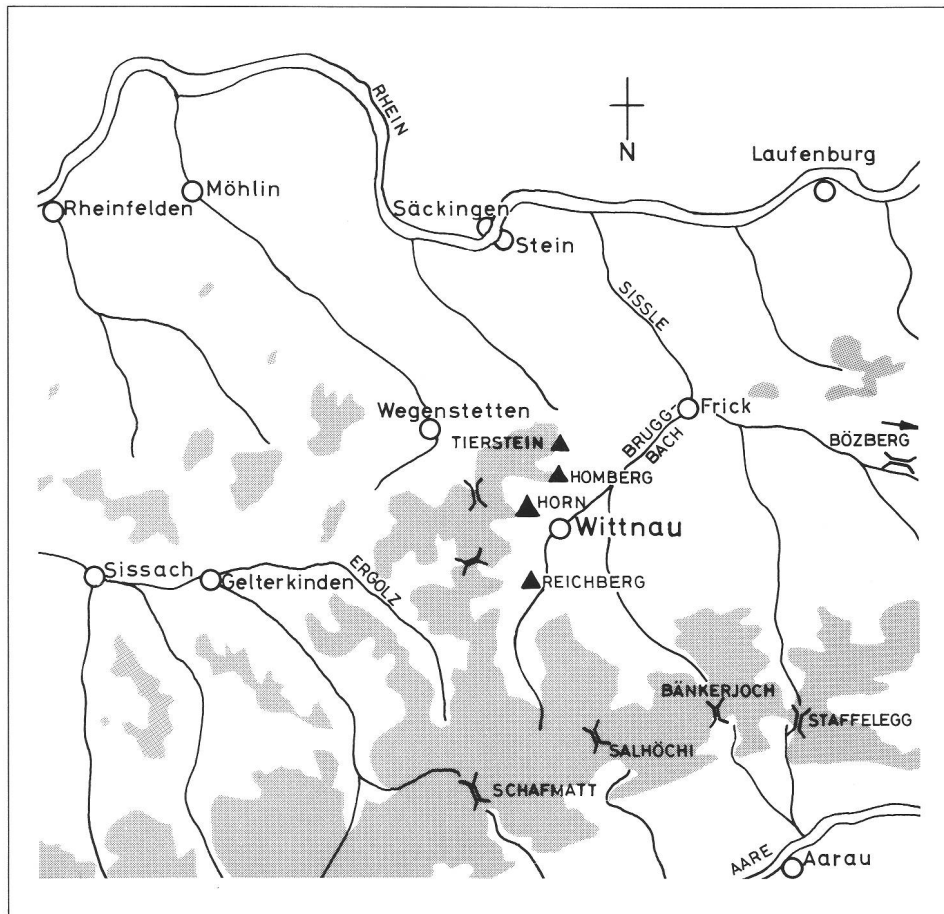 RHEIN
N
Laufenburg
Möhlin
Rheinfelden
Säckingen
Stein
SISSLE
Wegenstetten
Frick
TIERSTEIN
BRUGG-
BACH
BÖZBERG
HOMBERG
HORN
Wittnau
ERGOLZ
Sissach
Gelterkinden
REICHBERG
BÄNKERJOCH
STAFFELEGG
SALHÖCHI
SCHAFMATT
AARE
Aarau